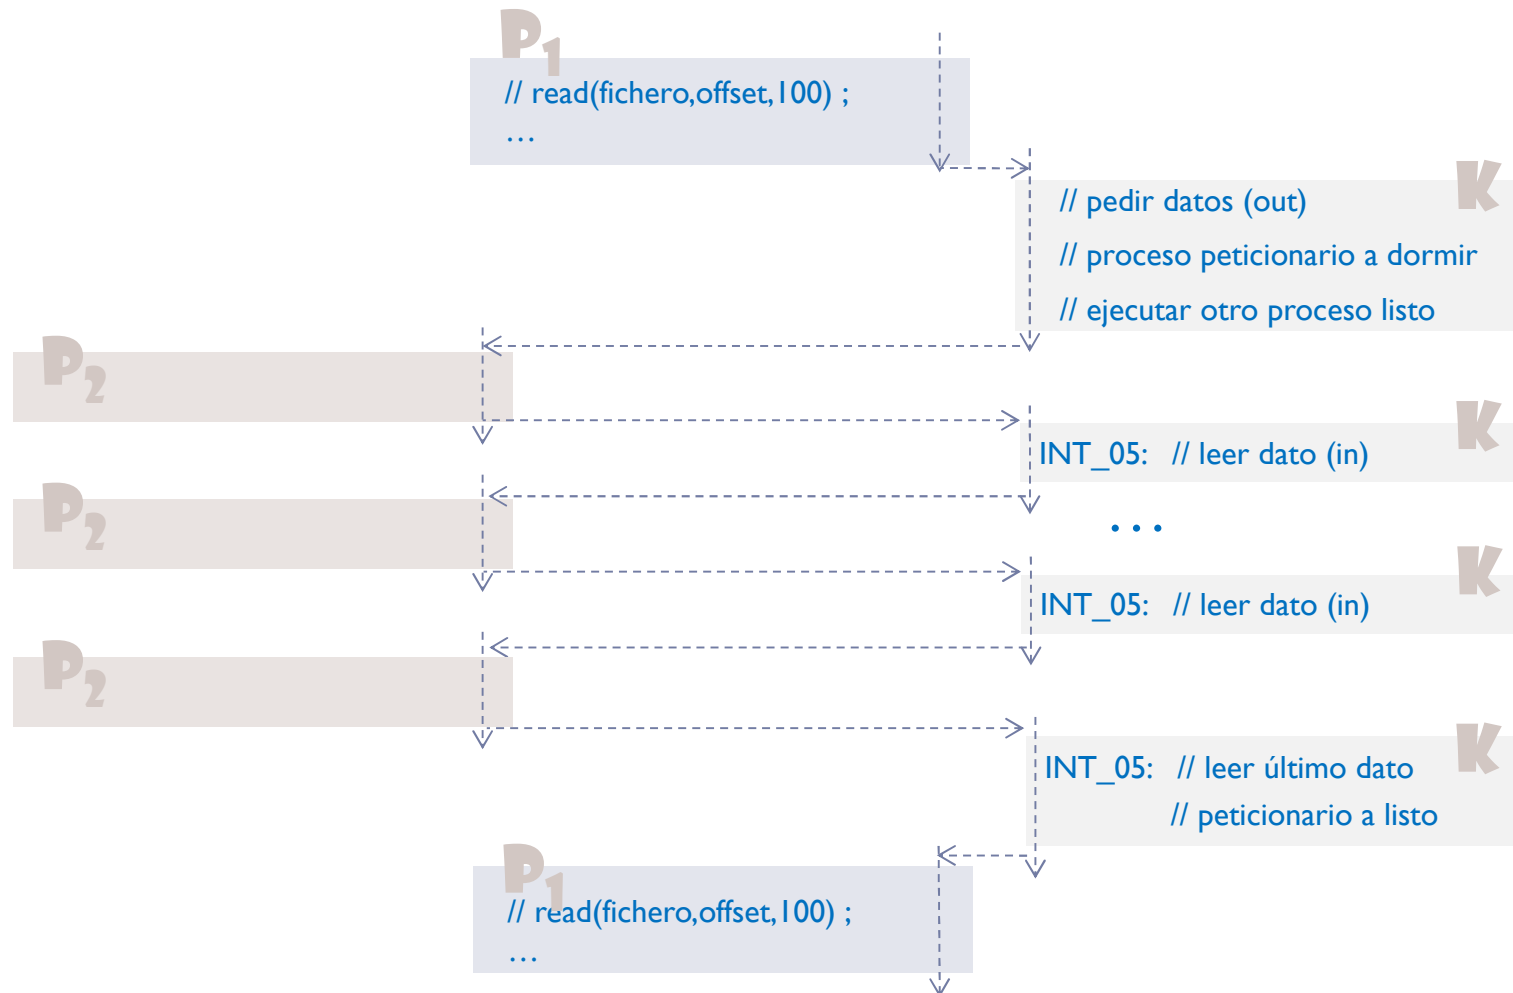 P1
// read(fichero,offset,100) ;
…
K
// pedir datos (out)
// proceso peticionario a dormir
// ejecutar otro proceso listo
P2
K
INT_05: // leer dato (in)
P2
...
K
INT_05: // leer dato (in)
P2
K
INT_05: // leer último dato
// peticionario a listo
P1
// read(fichero,offset,100) ;
…